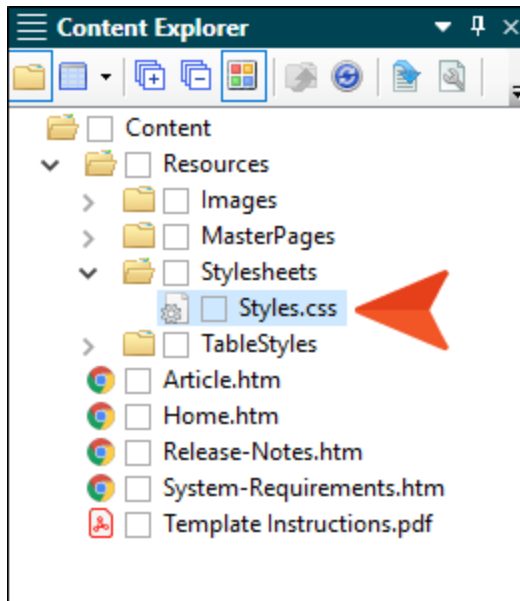 Content Explorer
Content
Resources
Images
MasterPages
Stylesheets
Styles.css
TableStyles
Article.htm
Home.htm
Release-Notes.htm
System-Requirements.htm
Template Instructions.pdf